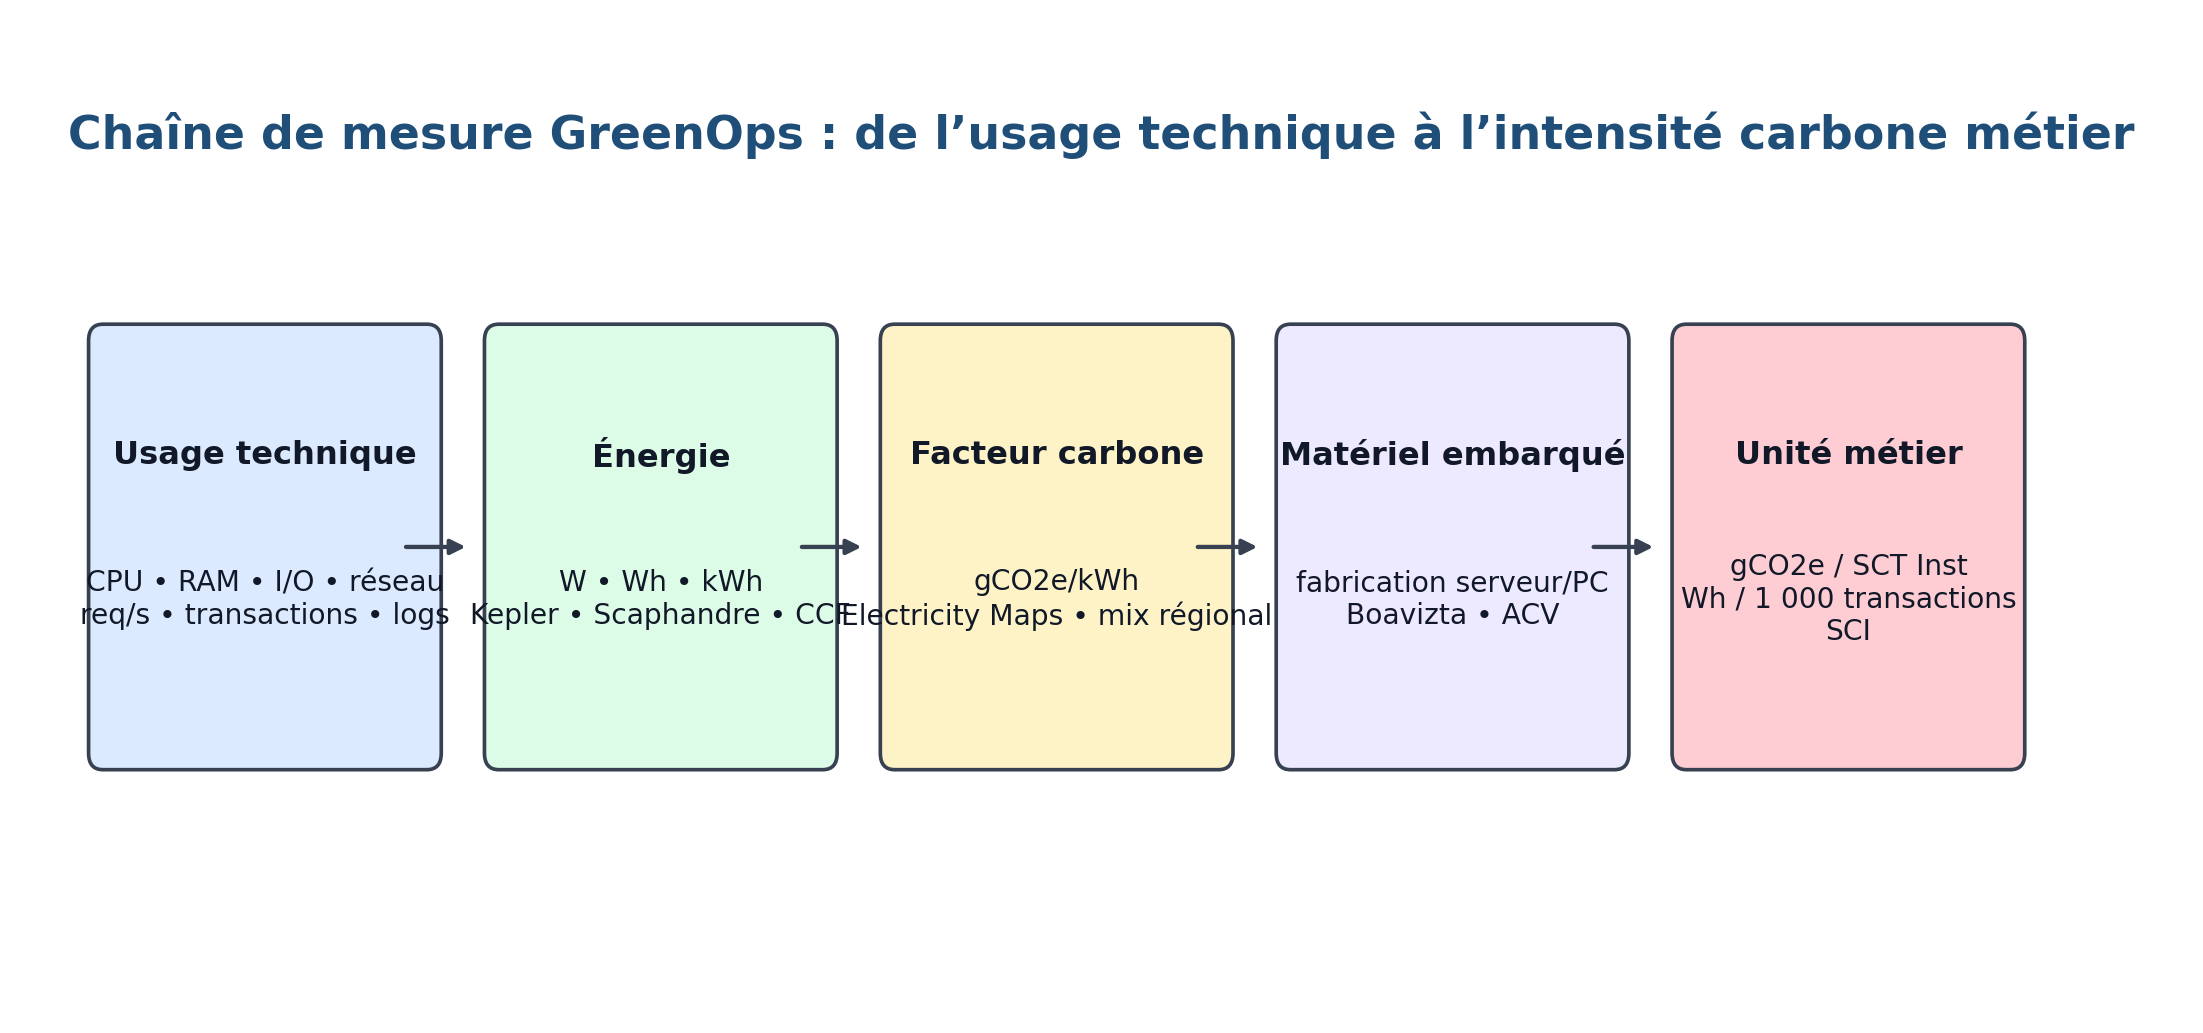 Chaîne de mesure GreenOps : de l’usage technique à l’intensité carbone métier
Usage technique
CPU • RAM • I/O • réseau
req/s • transactions • logs
Énergie
W • Wh • kWh
Kepler • Scaphandre • CCF
Facteur carbone
gCO2e/kWh
Electricity Maps • mix régional
Matériel embarqué
fabrication serveur/PC
Boavizta • ACV
Unité métier
gCO2e / SCT Inst
Wh / 1 000 transactions
SCI